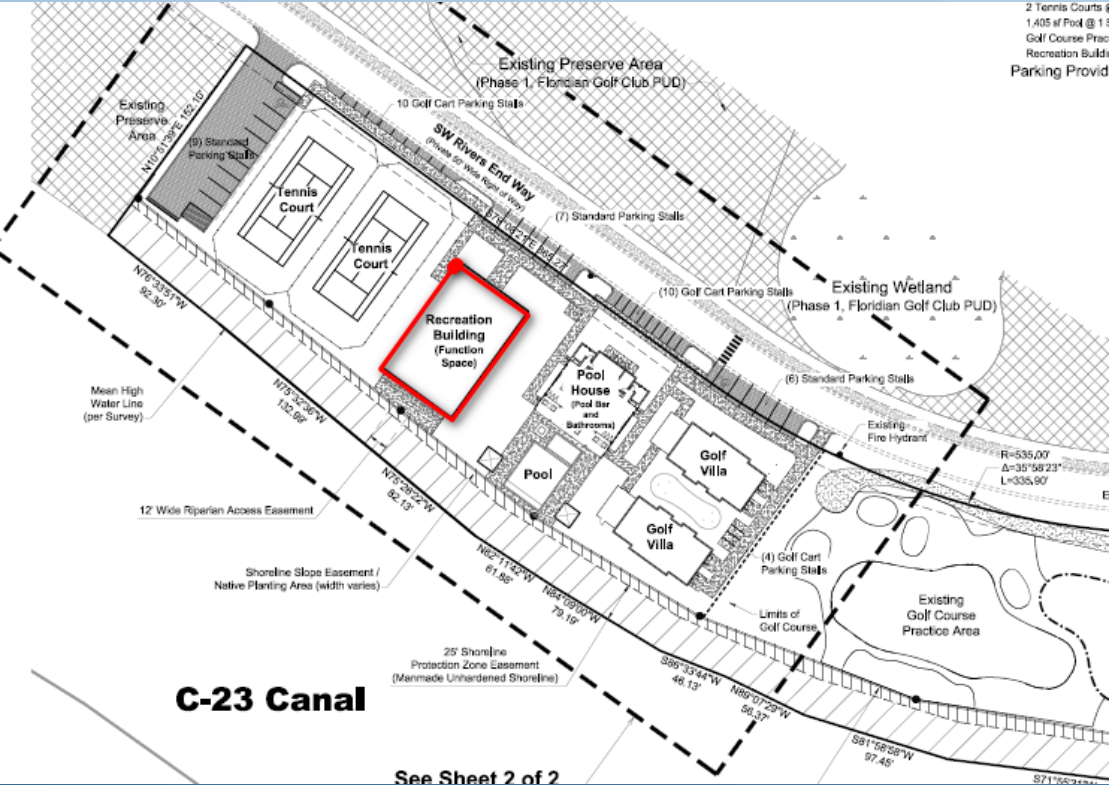 2 Tennis Courts @
1,405 sf Pool @ 1 S
Golf Course Prac
Recreation Buildi
Parking Provid
Existing Preserve Area
(Phase 1, Floridian Golf Club PUD)
10 Golf Cart Parking Stalls
Existing
Preserve
Area
N10°51'39"E 152.10'
(9) Standard
Parking Stalls
SW Rivers End Way
(Private 50' Wide Right of Way)
Tennis
Court
Tennis
Court
(7) Standard Parking Stalls
Existing Wetland
(Phase 1, Floridian Golf Club PUD)
(10) Golf Cart Parking Stalls
N76°33'51"W
92.30'
Recreation
Building
(Function
Space)
Pool
House
(Pool Bar
and
Bathrooms)
(6) Standard Parking Stalls
Mean High
Water Line
(per Survey)
N75°32'36"W
132.99'
Existing
Fire Hydrant
R=535.00'
Δ=35°58'23"
L=335.90'
E
Golf
Villa
Pool
N75°28'22"W
82.13'
12' Wide Riparian Access Easement
Golf
Villa
N62°11'42"W
61.88'
(4) Golf Cart
Parking Stalls
Shoreline Slope Easement /
Native Planting Area (width varies)
N84°09'00"W
79.19'
Limits of
Golf Course
Existing
Golf Course
Practice Area
25' Shoreline
Protection Zone Easement
(Manmade Unhardened Shoreline)
S86°33'44"W
46.13'
N89°07'29"W
56.37'
C-23 Canal
S81°58'58"W
97.45'
See Sheet 2 of 2